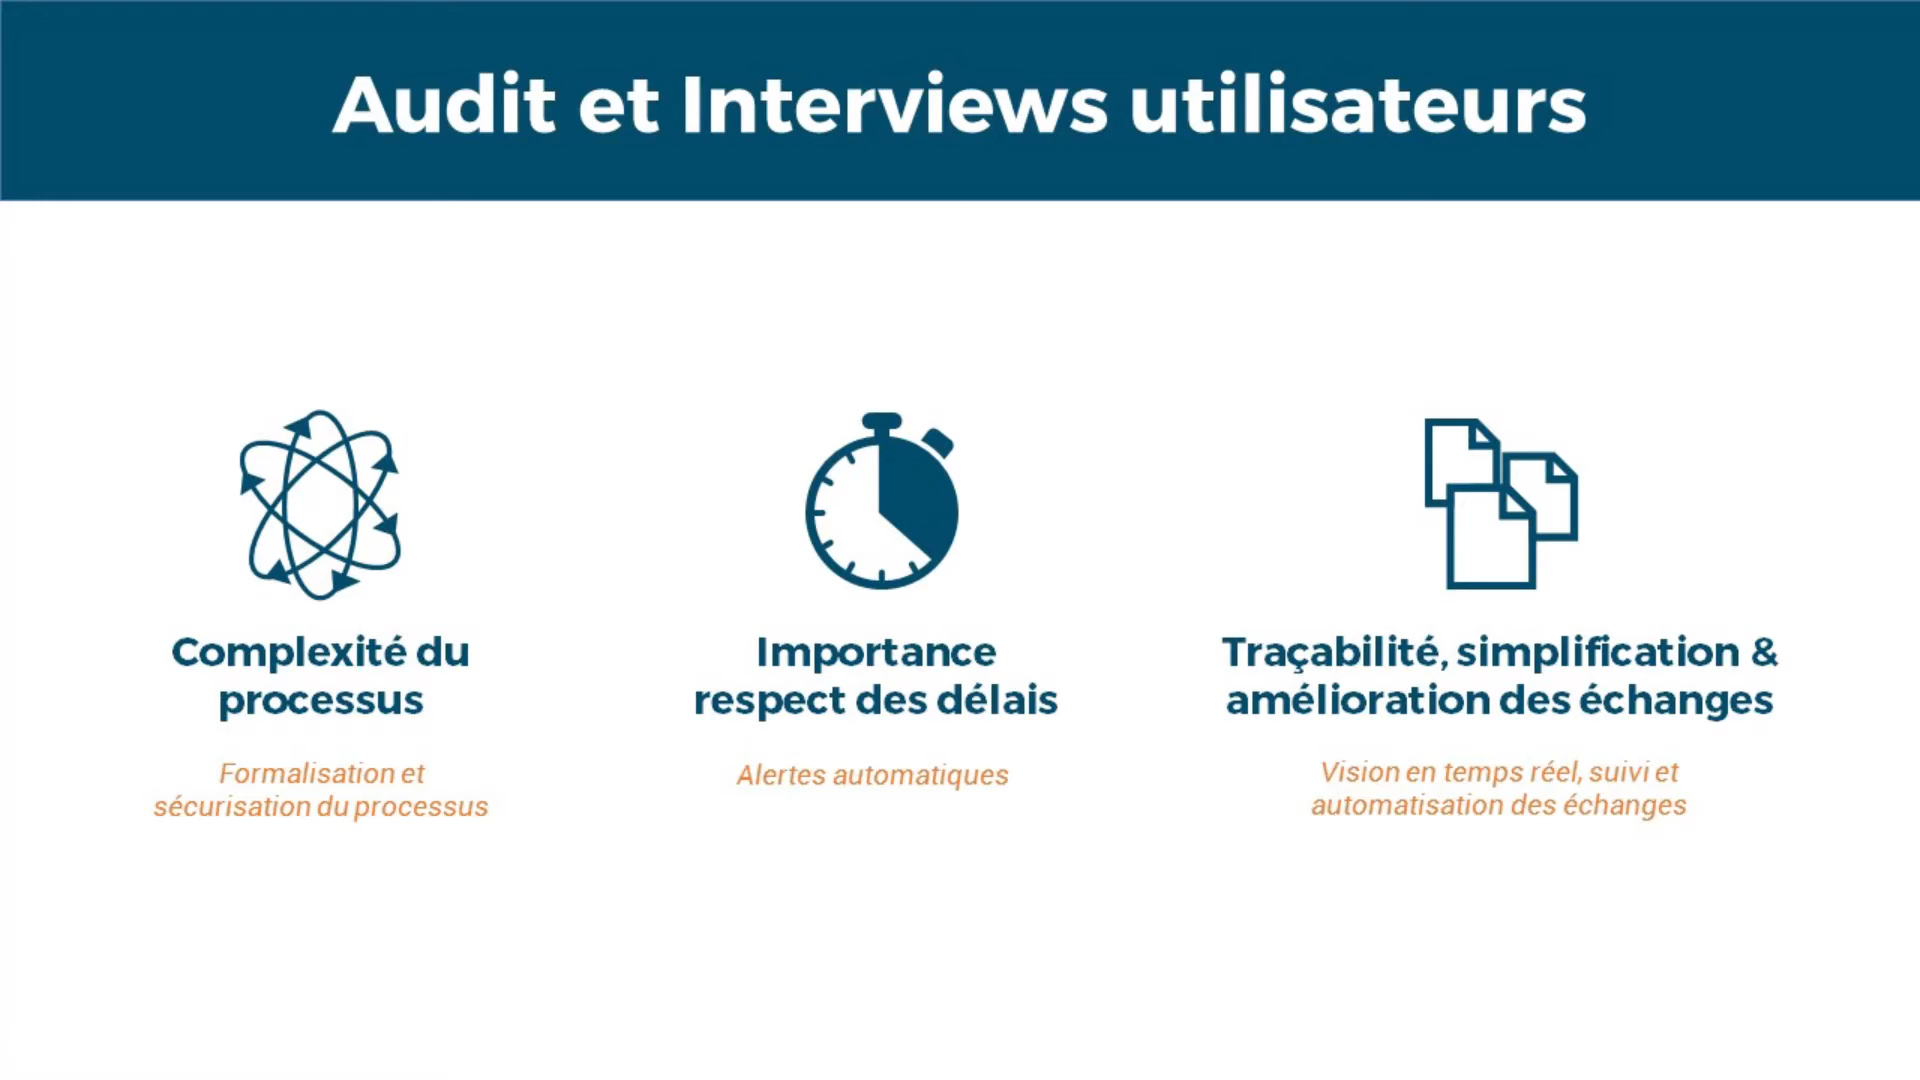 Audit et Interviews utilisateurs
Complexité du
processus
Formalisation et
sécurisation du processus
Importance
respect des délais
Alertes automatiques
Traçabilité, simplification &
amélioration des échanges
Vision en temps réel, suivi et
automatisation des échanges